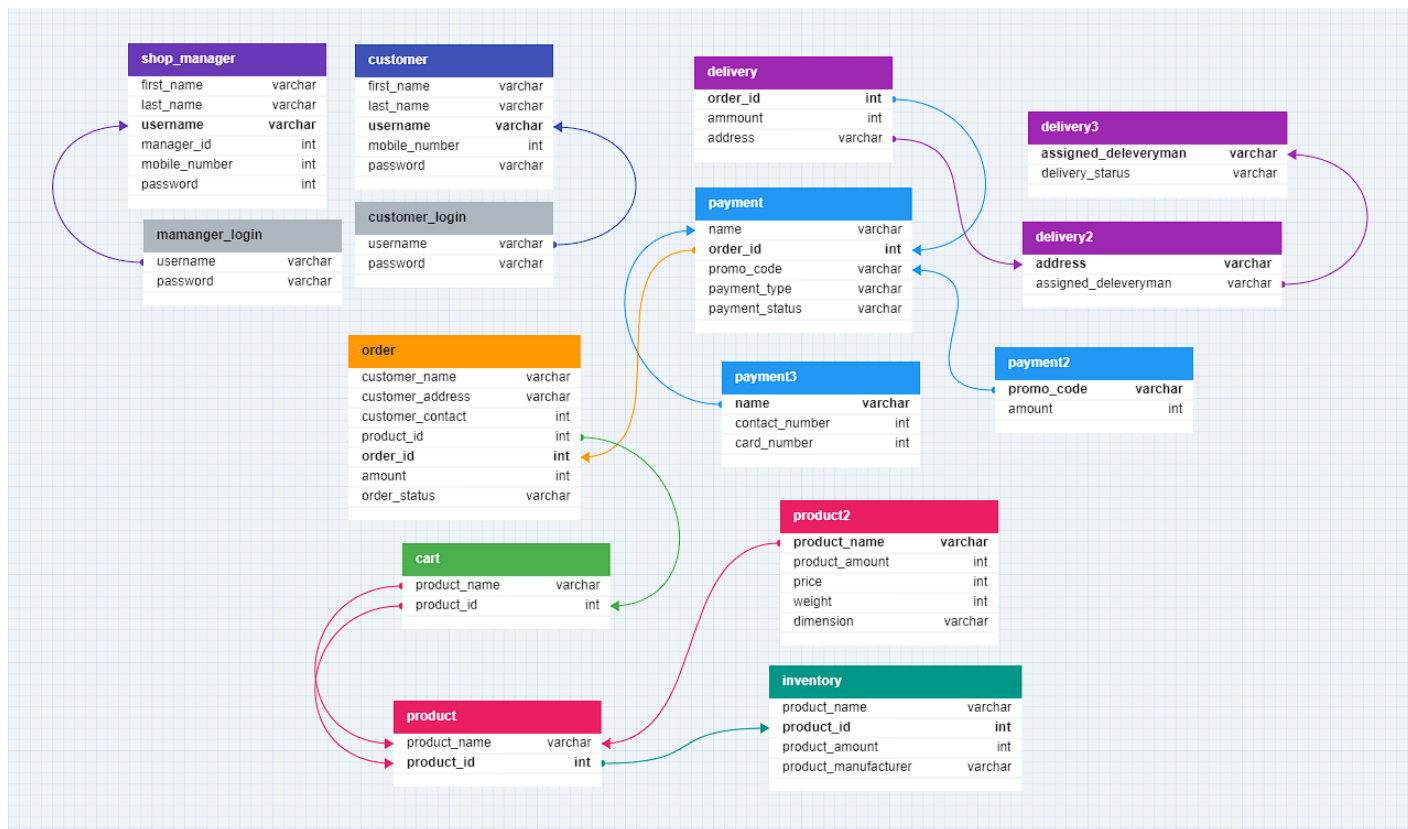 shop_manager
first_name varchar
last_name varchar
username varchar
manager_id int
mobile_number int
password int
mamanger_login
username varchar
password varchar
customer
first_name varchar
last_name varchar
username varchar
mobile_number int
password varchar
customer_login
username varchar
password varchar
delivery
order_id int
ammount int
address varchar
delivery3
assigned_deleveryman varchar
delivery_starus varchar
payment
name varchar
order_id int
promo_code varchar
payment_type varchar
payment_status varchar
delivery2
address varchar
assigned_deleveryman varchar
order
customer_name varchar
customer_address varchar
customer_contact int
product_id int
order_id int
amount int
order_status varchar
payment3
name varchar
contact_number int
card_number int
payment2
promo_code varchar
amount int
cart
product_name varchar
product_id int
product2
product_name varchar
product_amount int
price int
weight int
dimension varchar
product
product_name varchar
product_id int
inventory
product_name varchar
product_id int
product_amount int
product_manufacturer varchar